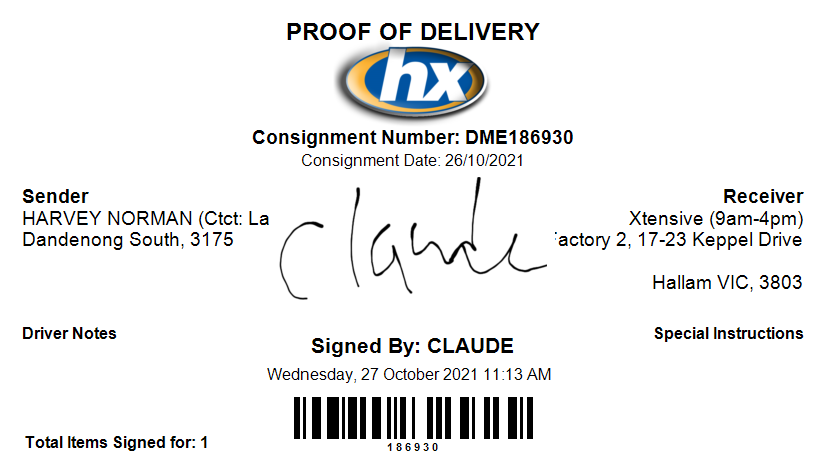 PROOF OF DELIVERY
hx
Consignment Number: DME186930
Consignment Date: 26/10/2021
Sender
HARVEY NORMAN (Ctct: La
Dandenong South, 3175
Claude
Receiver
Xtensive (9am-4pm)
actory 2, 17-23 Keppel Drive
Hallam VIC, 3803
Driver Notes
Special Instructions
Signed By: CLAUDE
Wednesday, 27 October 2021 11:13 AM
186930
Total Items Signed for: 1